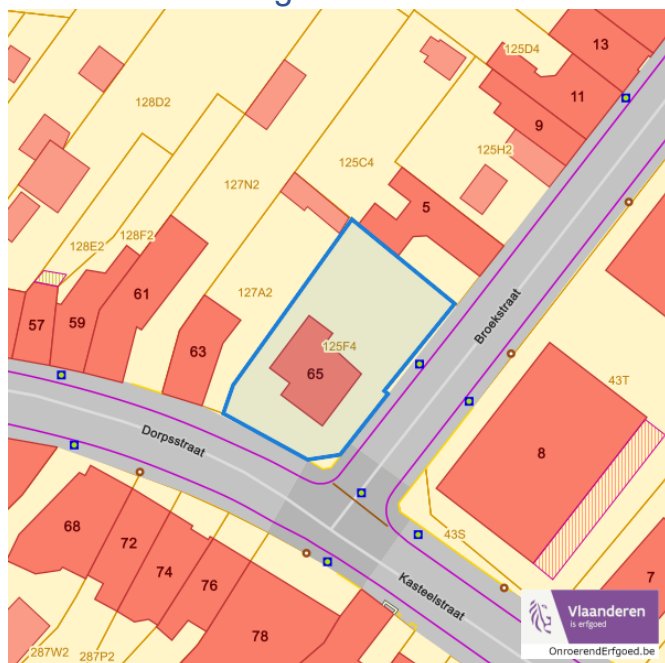 13
125D4
11
128D2
9
125H2
125C4
127N2
5
128F2
128E2
127A2
61
Broekstraat
57
59
63
125F4
65
43T
Dorpsstraat
8
68
72
74
76
78
43S
Kasteelstraat
7
287W2
287P2
Vlaanderen
is erfgoed
OnroerendErfgoed.be